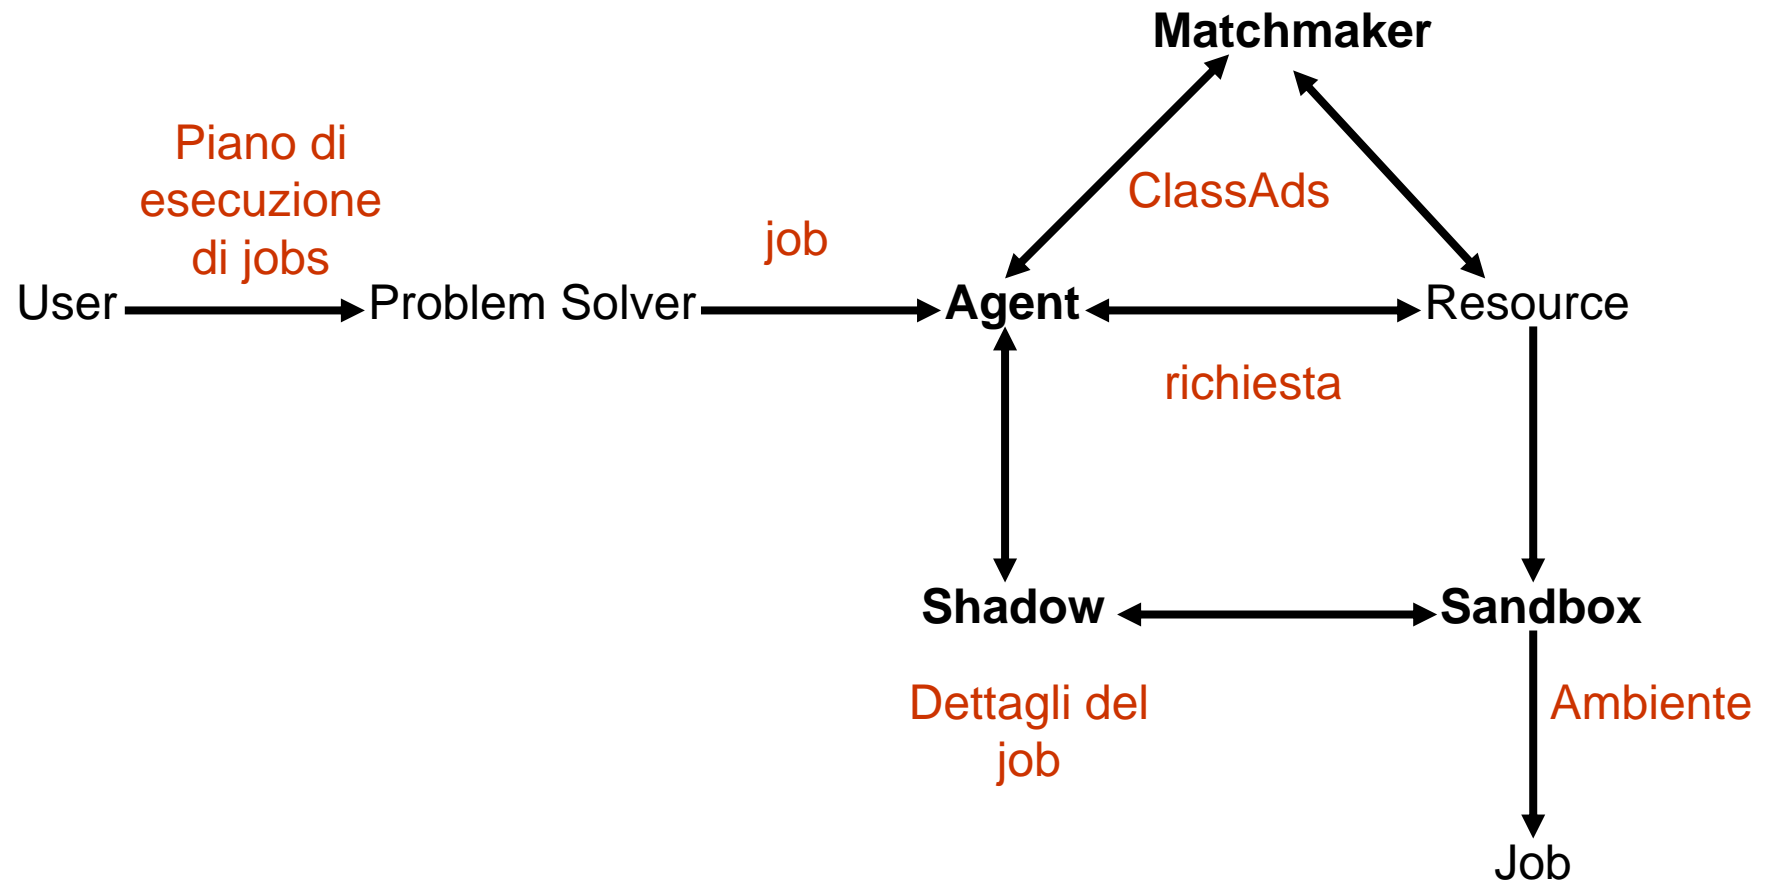 Matchmaker
Piano di
esecuzione
di jobs
ClassAds
job
User
Problem Solver
Agent
Resource
richiesta
Shadow
Sandbox
Dettagli del
job
Ambiente
Job